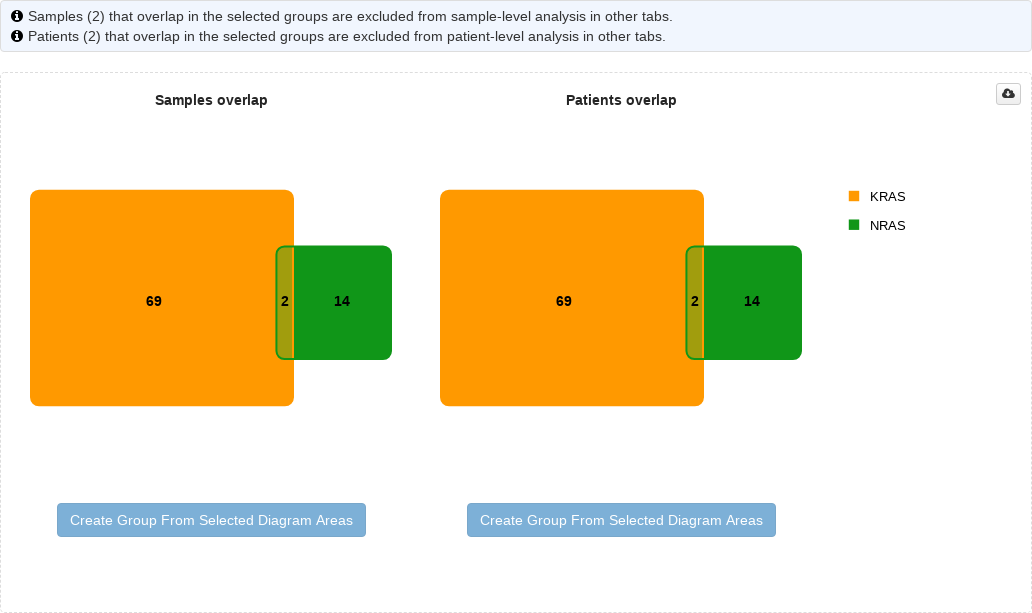 Samples (2) that overlap in the selected groups are excluded from sample-level analysis in other tabs.
Patients (2) that overlap in the selected groups are excluded from patient-level analysis in other tabs.
Samples overlap
69
2
14
Create Group From Selected Diagram Areas
Patients overlap
69
2
14
Create Group From Selected Diagram Areas
KRAS
NRAS